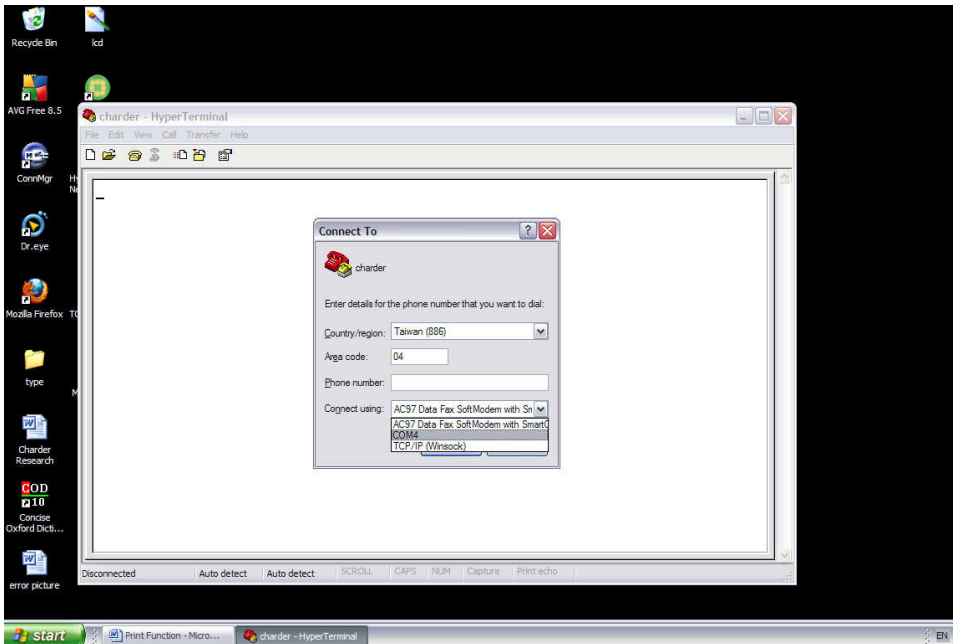 Recycle Bin
lcd
AVG Free 8.5
ConnMgr
Dr.eye
Mozilla Firefox
type
Charder
Research
COD
10
Concise
Oxford Dicti...
error picture
charder - HyperTerminal
File Edit View Call Transfer Help
Connect To
charder
Enter details for the phone number that you want to dial:
Country/region: Taiwan (886)
Area code: 04
Phone number:
Connect using: AC97 Data Fax SoftModem with Sn
AC97 Data Fax SoftModem with SmartC
COM4
TCP/IP (Winsock)
Disconnected Auto detect Auto detect SCROLL CAPS NUM Capture Print echo
start Print Function - Micro... charder - HyperTerminal EN